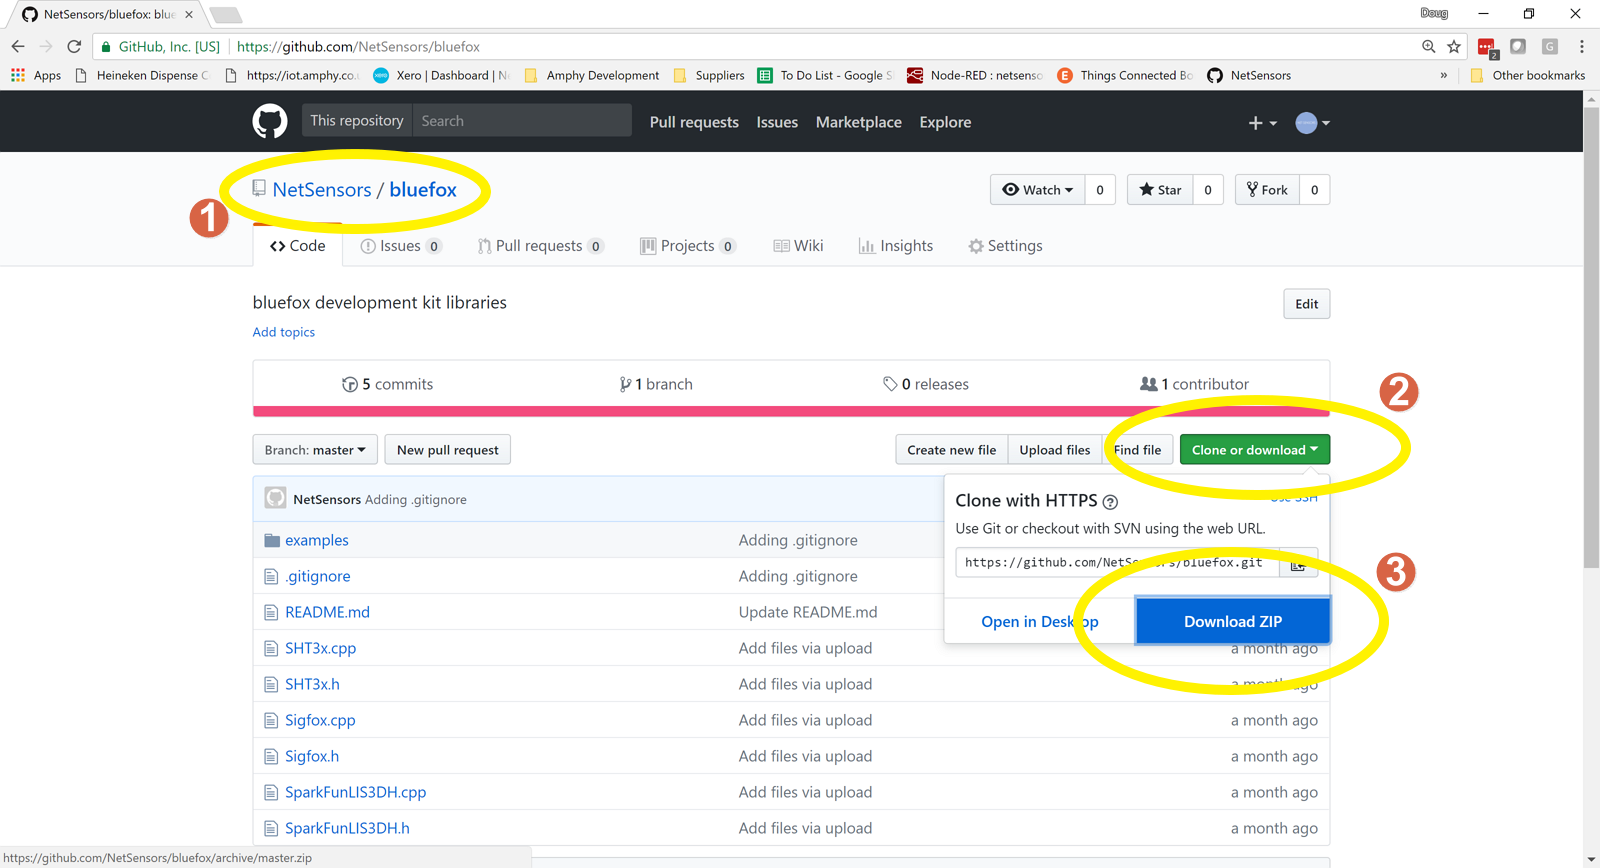 NetSensors/bluefox: blue
Doug
GitHub, Inc. [US] https://github.com/NetSensors/bluefox
2
G
Apps Heineken Dispense C https://iot.amphy.co.u Xero | Dashboard | Ne Amphy Development Suppliers To Do List - Google S Node-RED : netsenso Things Connected Bo NetSensors » Other bookmarks
This repository Search Pull requests Issues Marketplace Explore
NetSensors / bluefox Watch 0 Star 0 Fork 0
1
Code Issues 0 Pull requests 0 Projects 0 Wiki Insights Settings
bluefox development kit libraries Edit
Add topics
5 commits 1 branch 0 releases 1 contributor
2
Branch: master New pull request Create new file Upload files Find file Clone or download
NetSensors Adding .gitignore
Clone with HTTPS Use SSH
Use Git or checkout with SVN using the web URL.
examples Adding .gitignore
https://github.com/NetSensors/bluefox.git
3
.gitignore Adding .gitignore
README.md Update README.md
Open in Desktop Download ZIP
SHT3x.cpp Add files via upload a month ago
SHT3x.h Add files via upload a month ago
Sigfox.cpp Add files via upload a month ago
Sigfox.h Add files via upload a month ago
SparkFunLIS3DH.cpp Add files via upload a month ago
SparkFunLIS3DH.h Add files via upload a month ago
https://github.com/NetSensors/bluefox/archive/master.zip